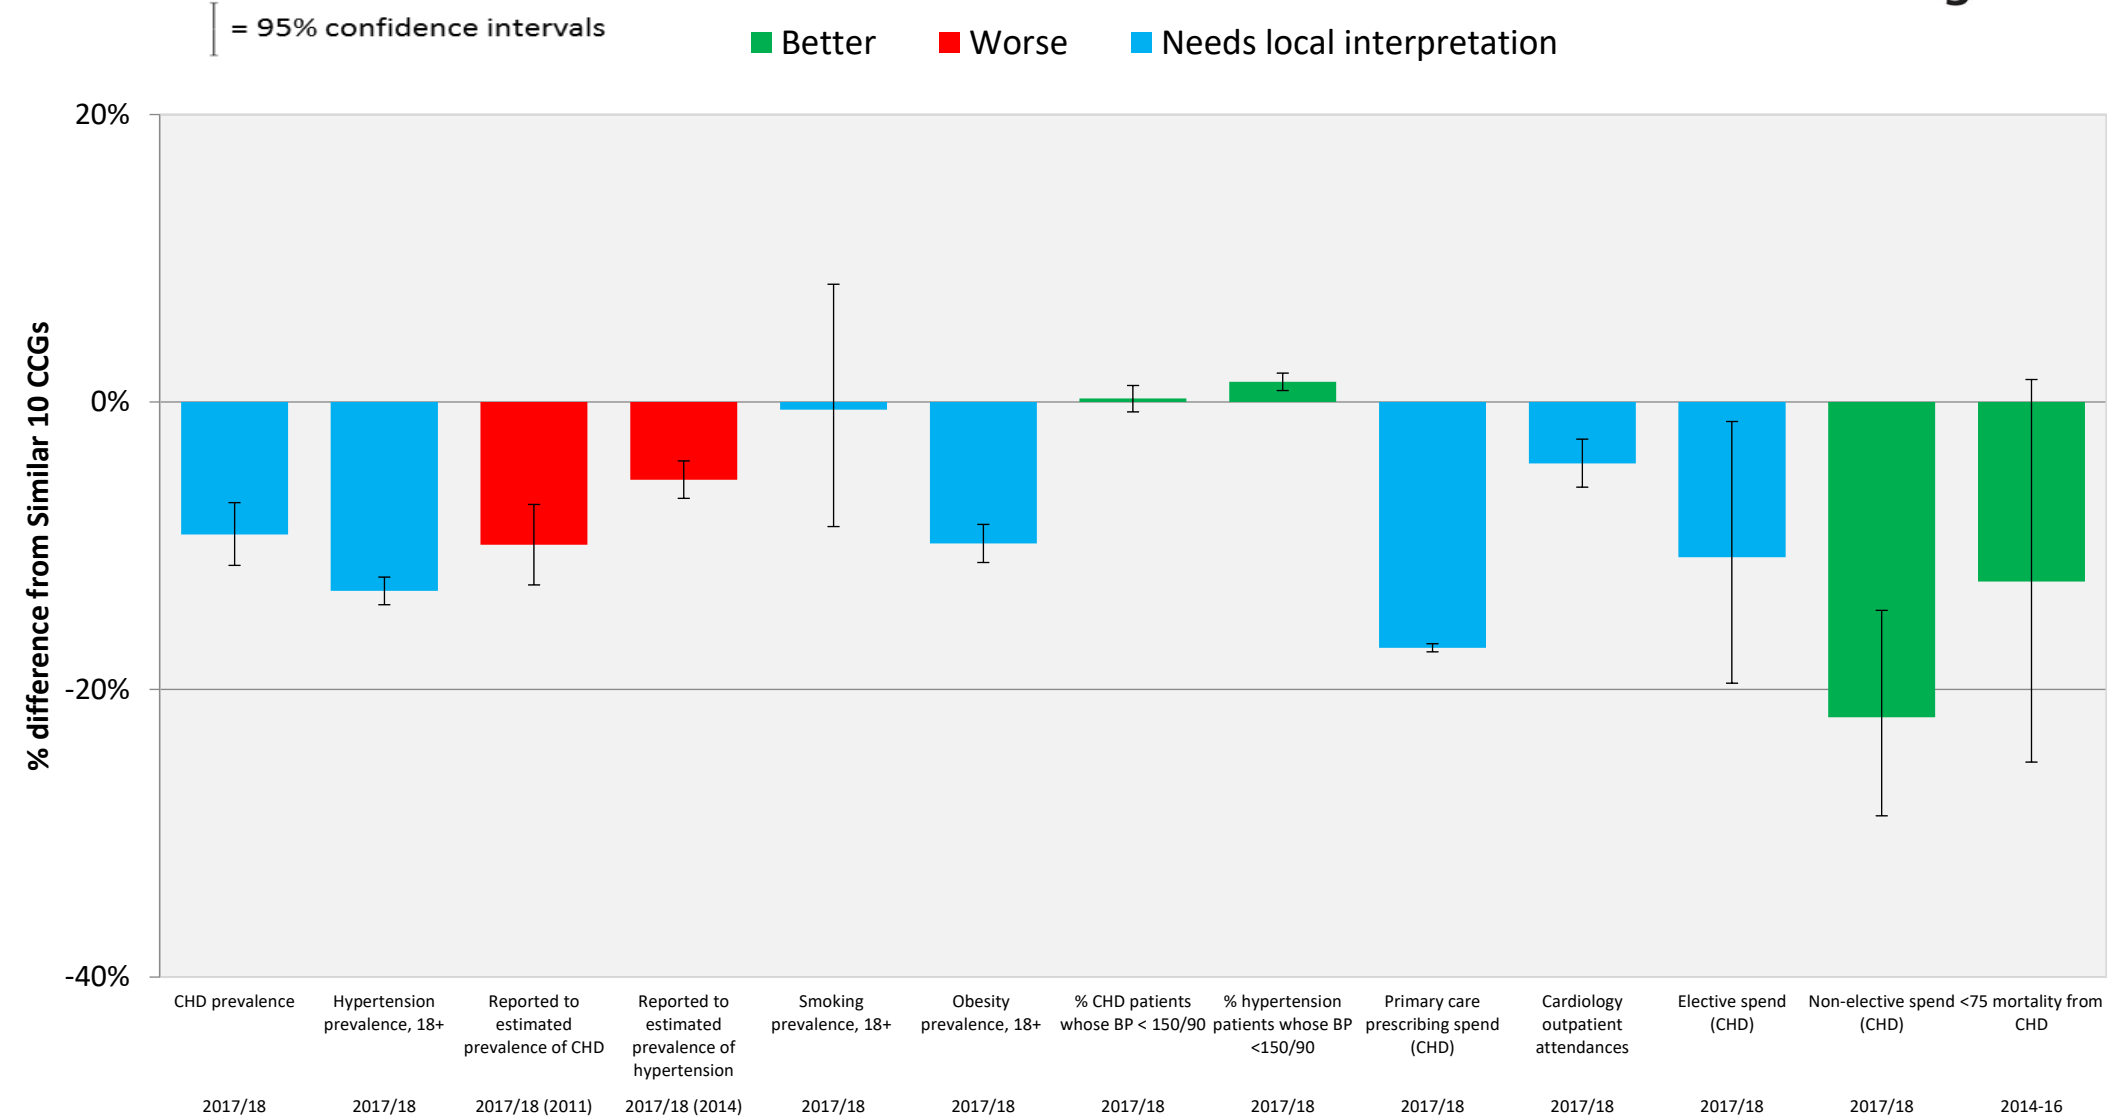 = 95% confidence intervals
Better
Worse
Needs local interpretation
20%
0%
-20%
-40%
% difference from Similar 10 CCGs
CHD prevalence
2017/18
Hypertension
prevalence, 18+
2017/18
Reported to
estimated
prevalence of CHD
2017/18 (2011)
Reported to
estimated
prevalence of
hypertension
2017/18 (2014)
Smoking
prevalence, 18+
2017/18
Obesity
prevalence, 18+
2017/18
% CHD patients
whose BP < 150/90
2017/18
% hypertension
patients whose BP
<150/90
2017/18
Primary care
prescribing spend
(CHD)
2017/18
Cardiology
outpatient
attendances
2017/18
Elective spend
(CHD)
2017/18
Non-elective spend
(CHD)
2017/18
<75 mortality from
CHD
2014-16